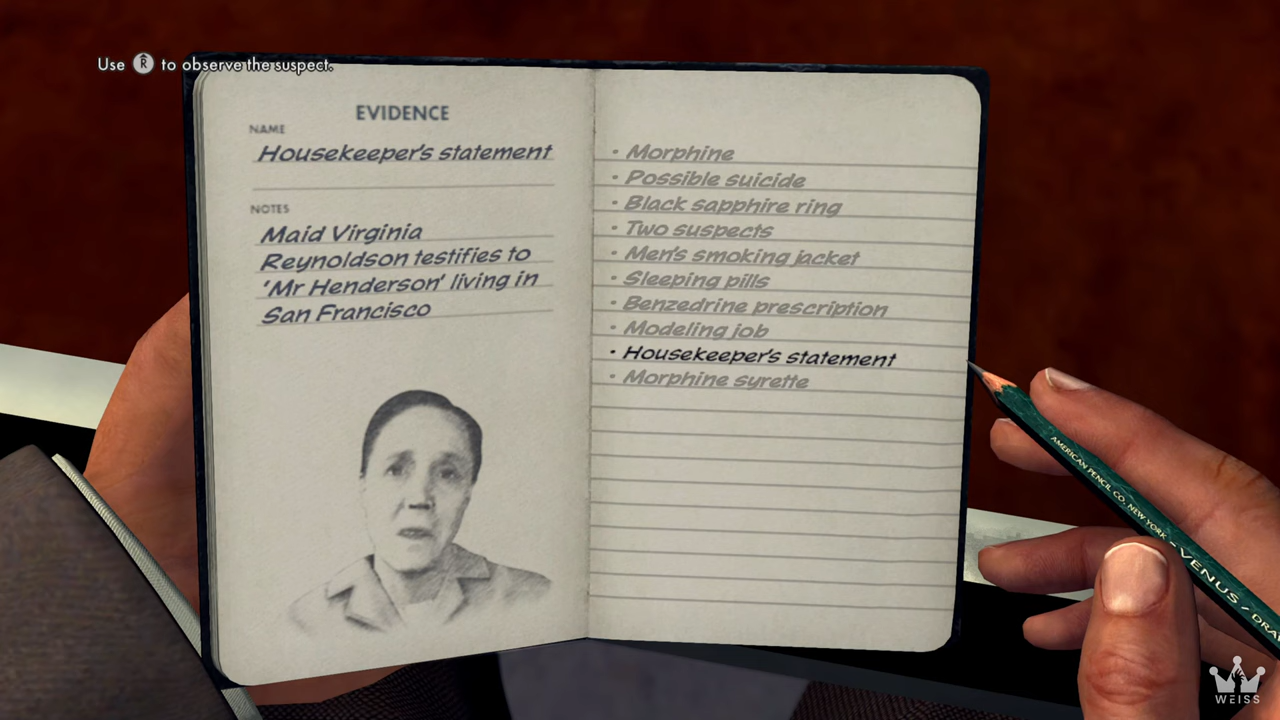 Use R to observe the suspect.
EVIDENCE
NAME
Housekeeper's statement
NOTES
Maid Virginia
Reynoldson testifies to
'Mr Henderson' living in
San Francisco
• Morphine
• Possible suicide
• Black sapphire ring
• Two suspects
• Men's smoking jacket
• Sleeping pills
• Benzedrine prescription
• Modeling job
• Housekeeper's statement
• Morphine syrette
AMERICAN PENCIL CO. NEW YORK - VENUS / DRA
WEISS